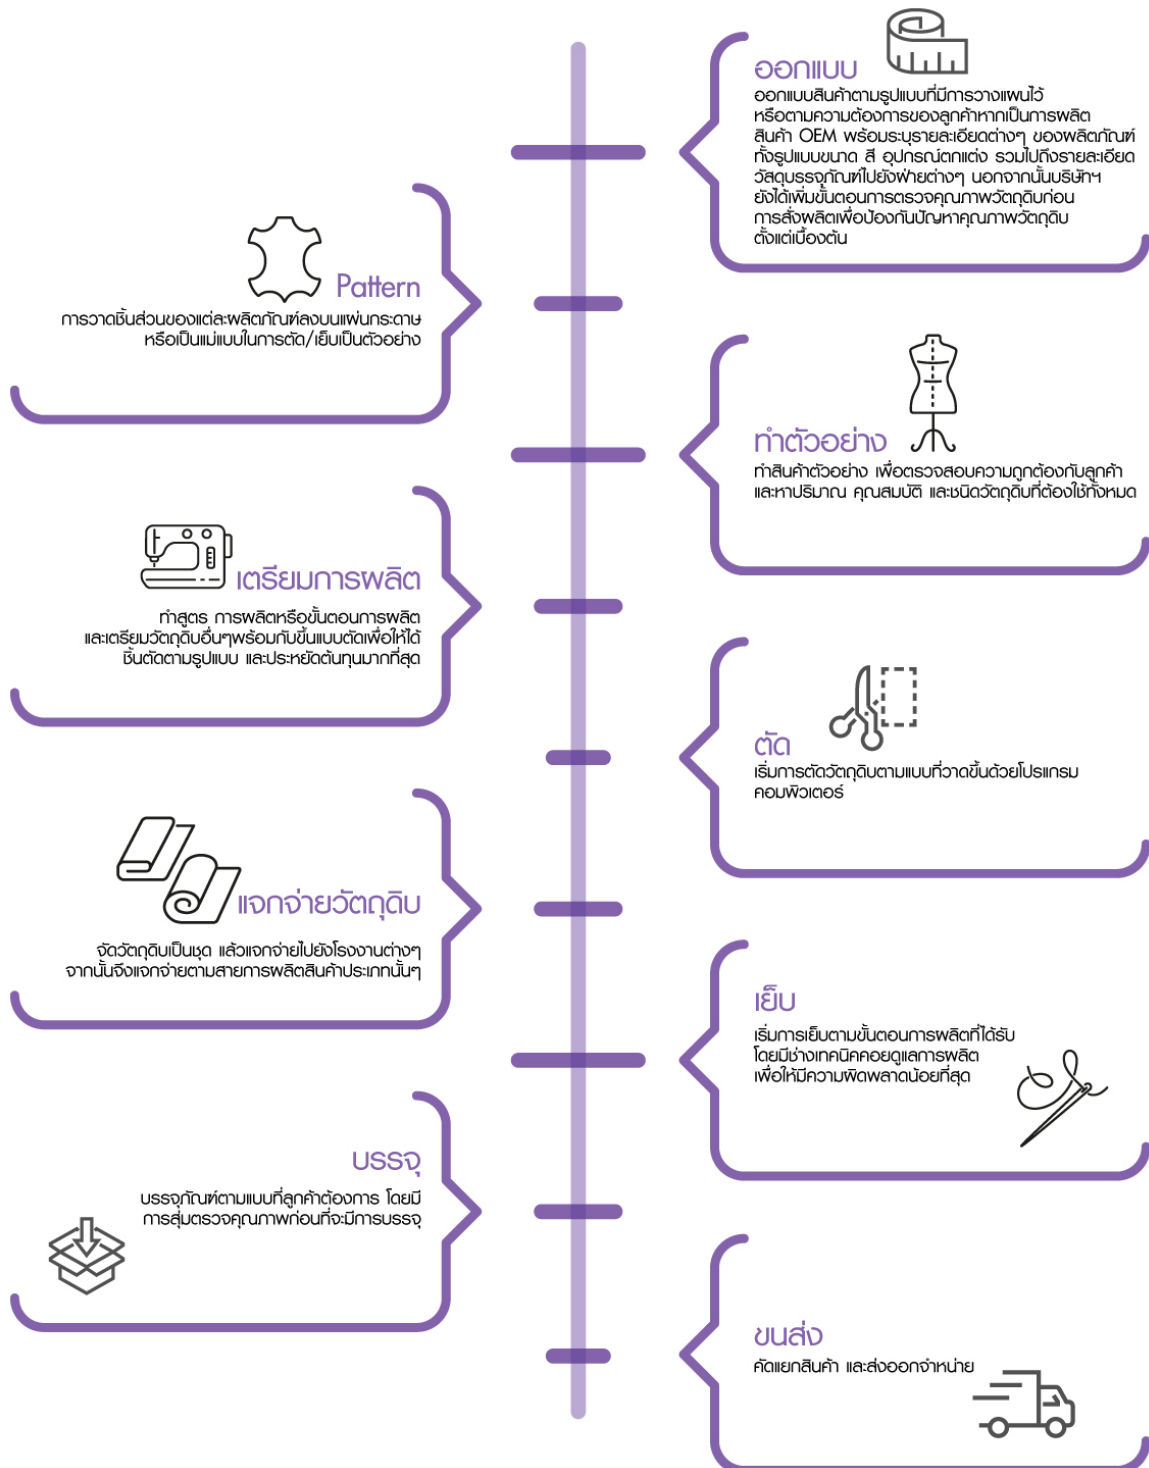 ออกแบบ
ออกแบบสินค้าตามรูปแบบที่มีการวางแผนไว้
หรือตามความต้องการของลูกค้าหากเป็นการผลิต
สินค้า OEM พร้อมระบุรายละเอียดต่างๆ ของผลิตภัณฑ์
ทั้งรูปแบบขนาด สี อุปกรณ์ตกแต่ง รวมไปถึงรายละเอียด
วัสดุบรรจุภัณฑ์ไปยังฝ่ายต่างๆ นอกจากนั้นบริษัทฯ
ยังได้เพิ่มขั้นตอนการตรวจคุณภาพวัตถุดิบก่อน
การสั่งผลิตเพื่อป้องกันปัญหาคุณภาพวัตถุดิบ
ตั้งแต่เบื้องต้น
Pattern
การวาดชิ้นส่วนของแต่ละผลิตภัณฑ์ลงบนแผ่นกระดาษ
หรือเป็นแม่แบบในการตัด/เย็บเป็นตัวอย่าง
ทำตัวอย่าง
ทำสินค้าตัวอย่าง เพื่อตรวจสอบความถูกต้องกับลูกค้า
และหาปริมาณ คุณสมบัติ และชนิดวัตถุดิบที่ต้องใช้ทั้งหมด
เตรียมการผลิต
ทำสูตร การผลิตหรือขั้นตอนการผลิต
และเตรียมวัตถุดิบอื่นๆพร้อมกับขึ้นแบบตัดเพื่อให้ได้
ชิ้นตัดตามรูปแบบ และประหยัดต้นทุนมากที่สุด
ตัด
เริ่มการตัดวัตถุดิบตามแบบที่วาดขึ้นด้วยโปรแกรม
คอมพิวเตอร์
แจกจ่ายวัตถุดิบ
จัดวัตถุดิบเป็นชุด แล้วแจกจ่ายไปยังโรงงานต่างๆ
จากนั้นจึงแจกจ่ายตามสายการผลิตสินค้าประเภทนั้นๆ
เย็บ
เริ่มการเย็บตามขั้นตอนการผลิตที่ได้รับ
โดยมีช่างเทคนิคคอยดูแลการผลิต
เพื่อให้มีความผิดพลาดน้อยที่สุด
บรรจุ
บรรจุภัณฑ์ตามแบบที่ลูกค้าต้องการ โดยมี
การสุ่มตรวจคุณภาพก่อนที่จะมีการบรรจุ
ขนส่ง
คัดแยกสินค้า และส่งออกจำหน่าย